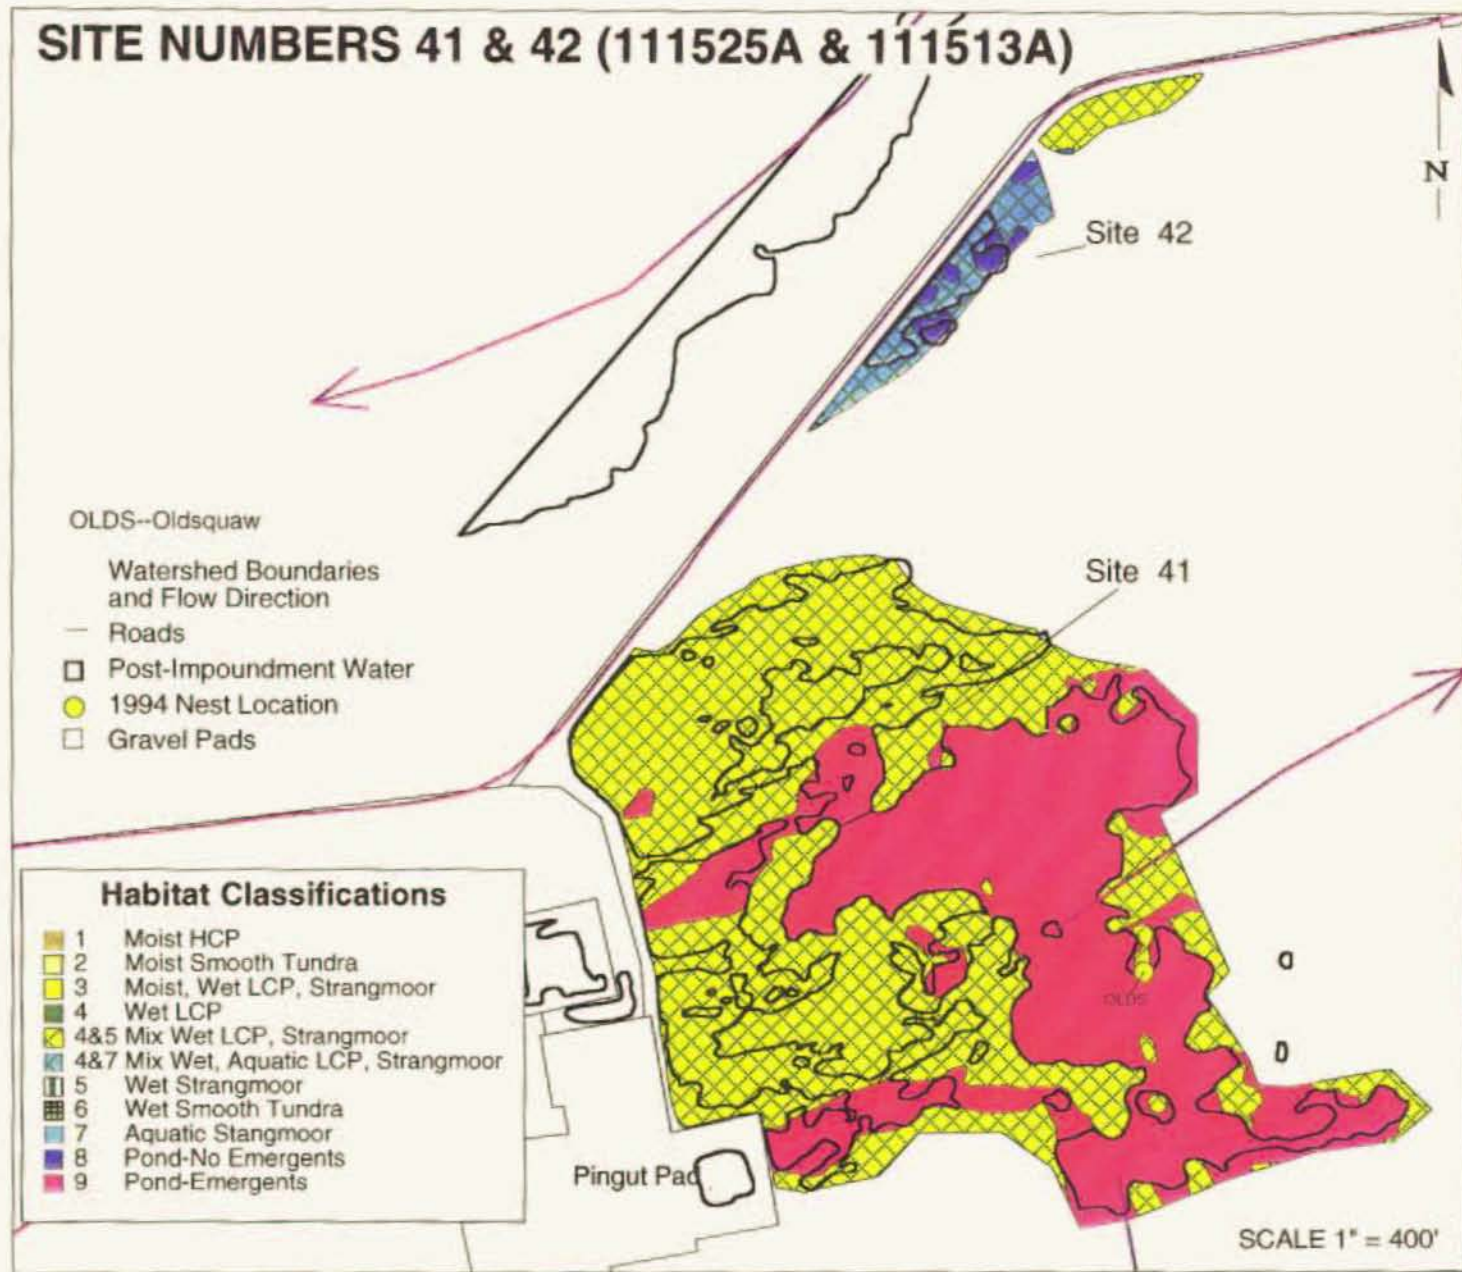 SITE NUMBERS 41 & 42 (111525A & 111513A)
N
Site 42
OLDS--Oldsquaw
Watershed Boundaries
and Flow Direction
Roads
Post-Impoundment Water
1994 Nest Location
Gravel Pads
Site 41
Habitat Classifications
1 Moist HCP
2 Moist Smooth Tundra
3 Moist, Wet LCP, Strangmoor
4 Wet LCP
4&5 Mix Wet LCP, Strangmoor
4&7 Mix Wet, Aquatic LCP, Strangmoor
5 Wet Strangmoor
6 Wet Smooth Tundra
7 Aquatic Stangmoor
8 Pond-No Emergents
9 Pond-Emergents
OLDS
Pingut Pad
SCALE 1" = 400'